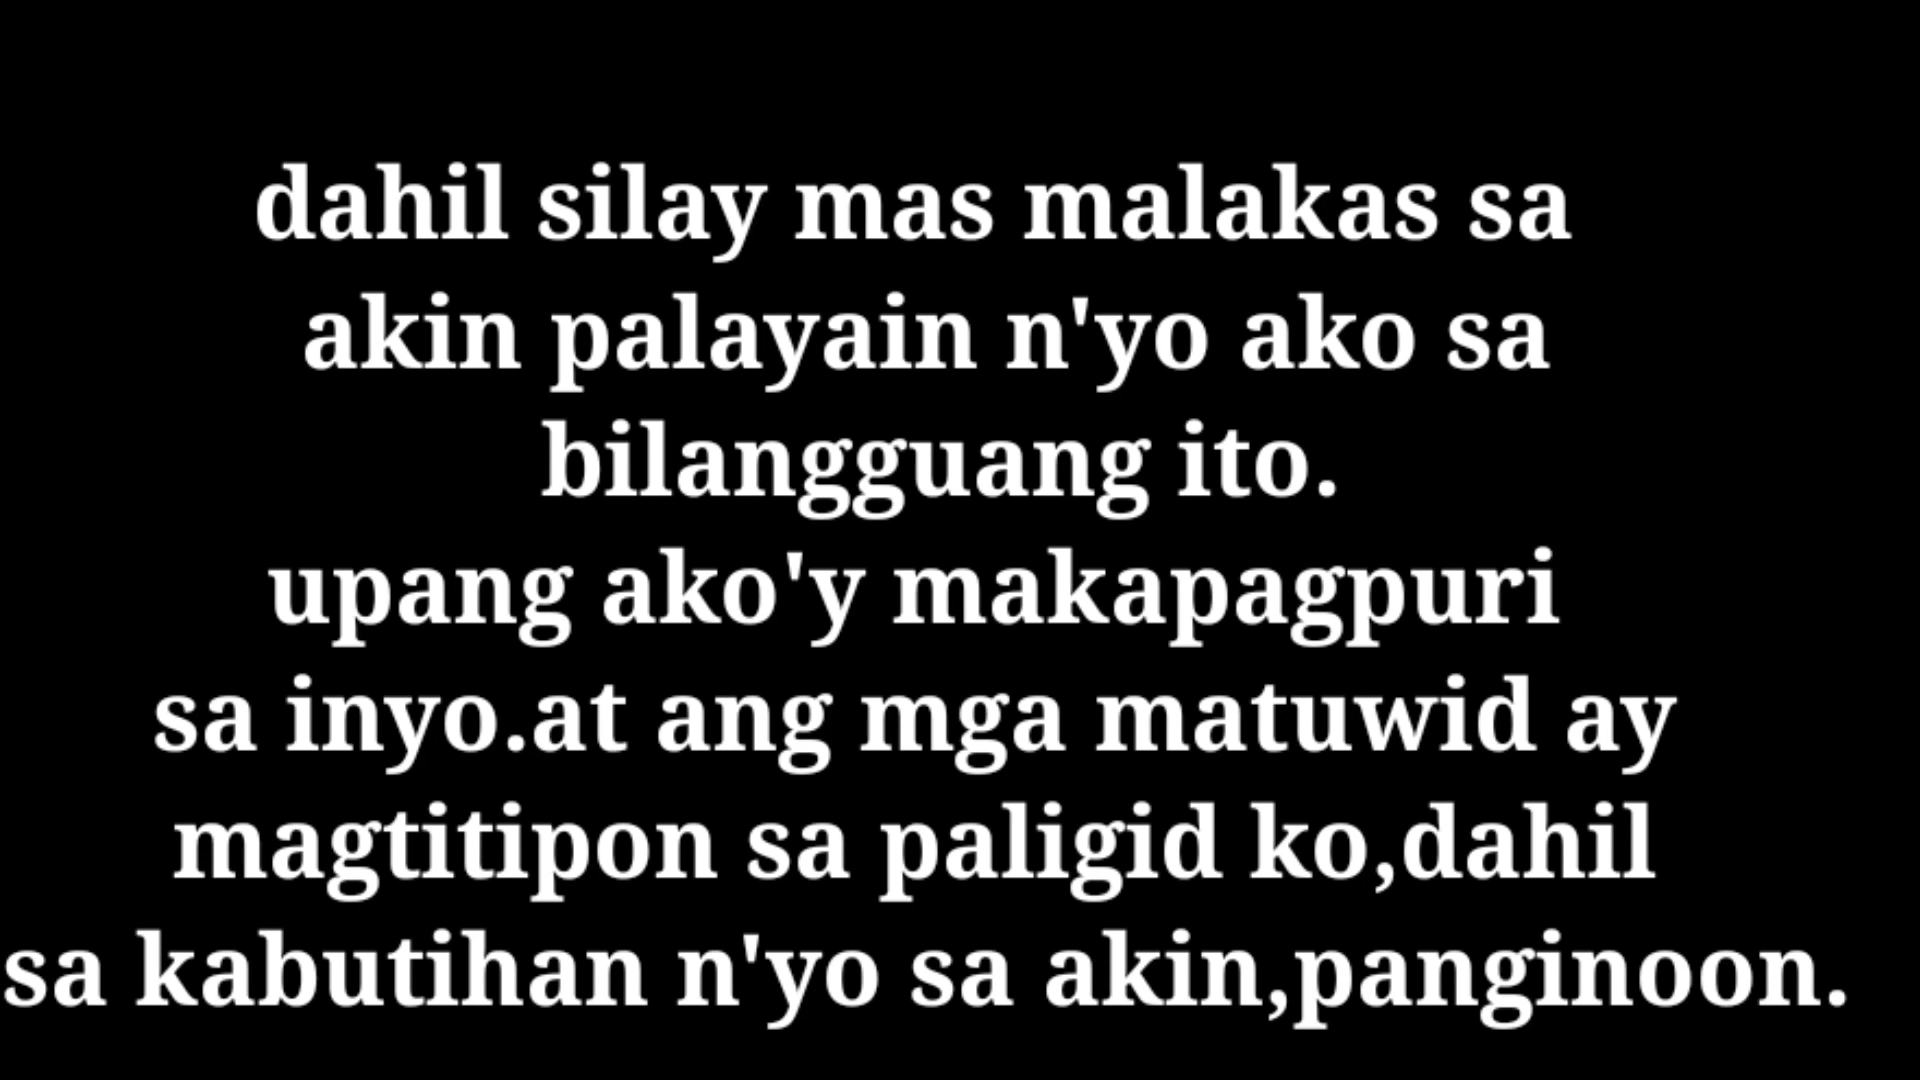 dahil silay mas malakas sa
akin palayain n'yo ako sa
bilangguang ito.
upang ako'y makapagpuri
sa inyo.at ang mga matuwid ay
magtitipon sa paligid ko,dahil
sa kabutihan n'yo sa akin,panginoon.